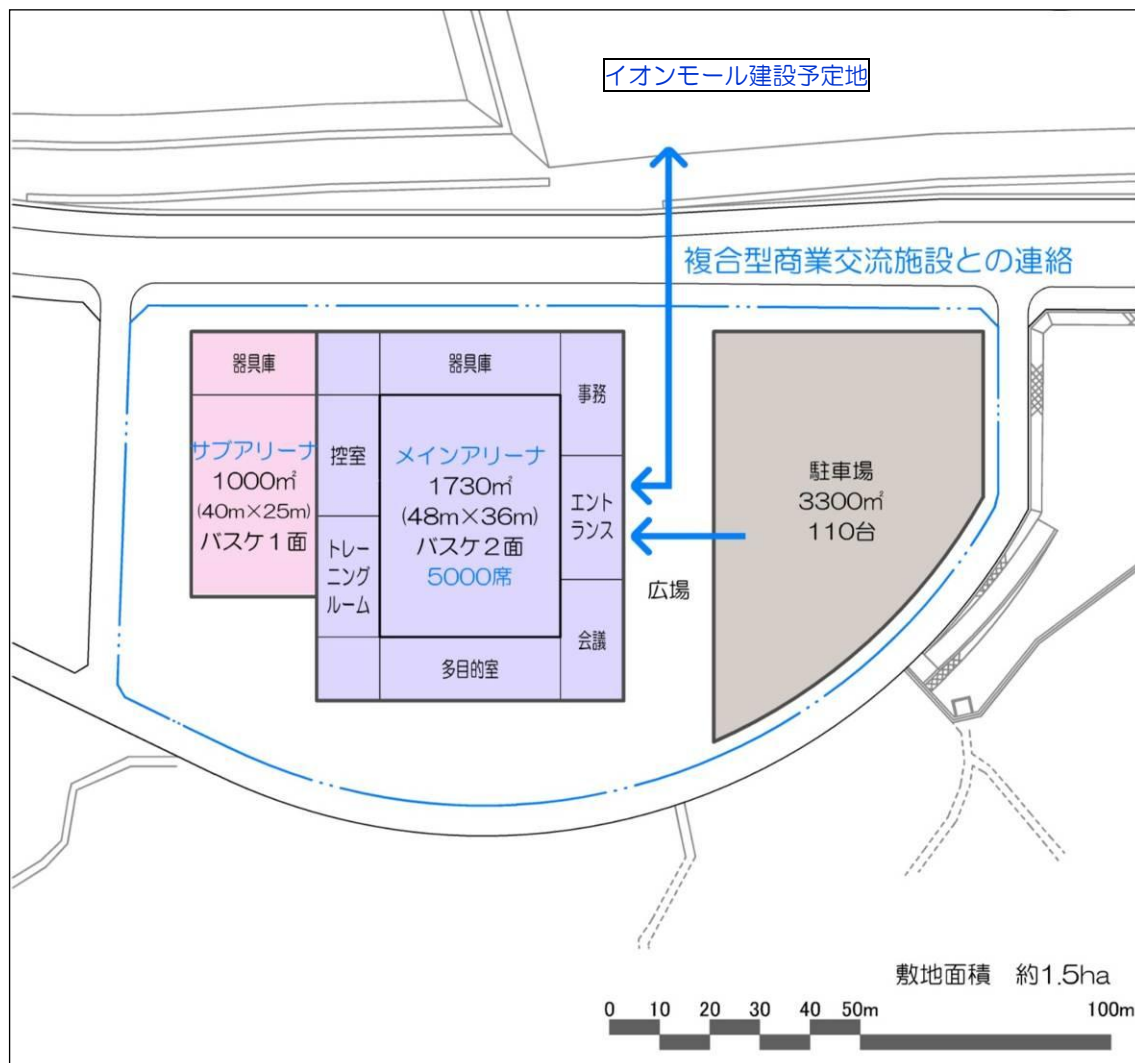 イオンモール建設予定地
複合型商業交流施設との連絡
器具庫
器具庫
事務
サブアリーナ
1000㎡
(40m×25m)
バスケ1面
控室
メインアリーナ
1730㎡
(48m×36m)
バスケ2面
5000席
エント
ランス
駐車場
3300㎡
110台
トレー
ニング
ルーム
広場
会議
多目的室
敷地面積 約1.5ha
0 10 20 30 40 50m 100m